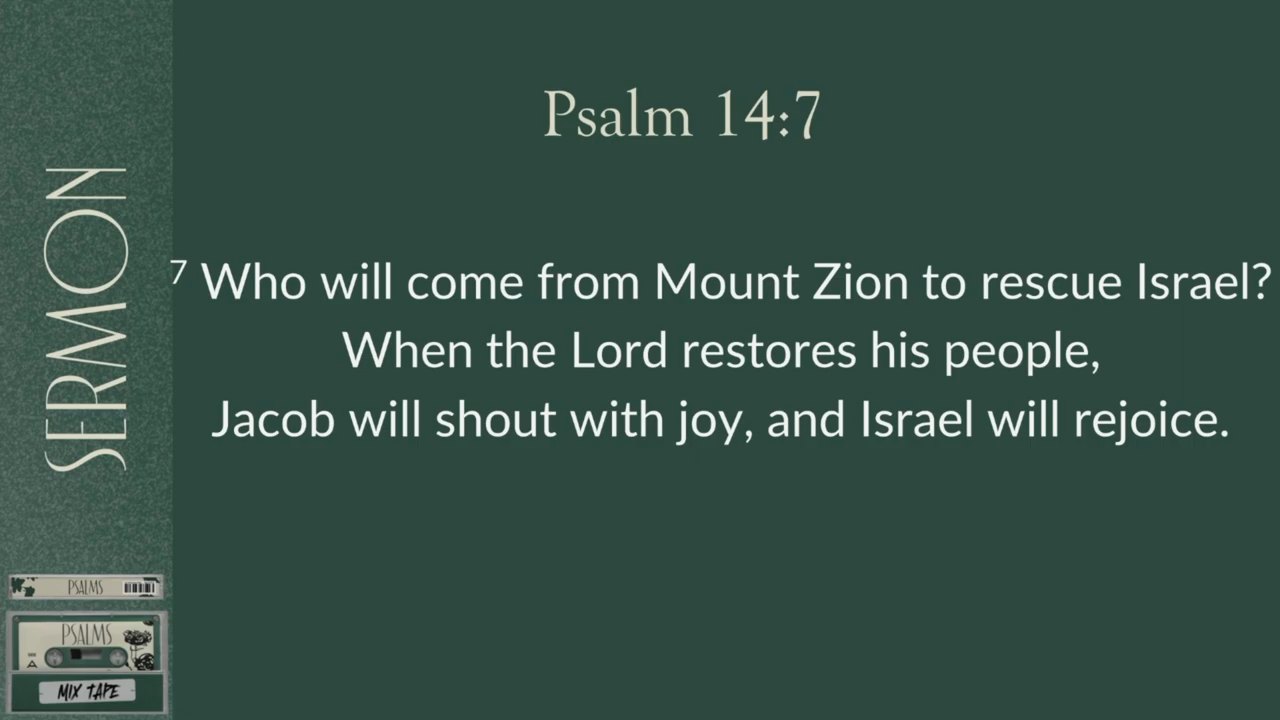 SERMON
Psalm 14:7
7 Who will come from Mount Zion to rescue Israel?
When the Lord restores his people,
Jacob will shout with joy, and Israel will rejoice.
PSALMS
PSALMS
A
MIX TAPE